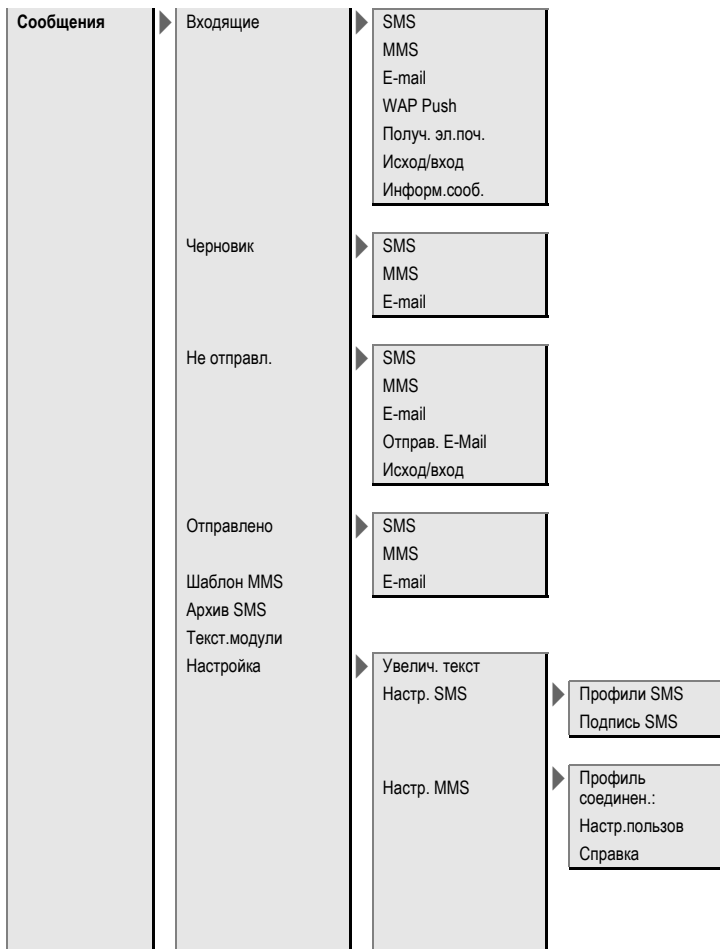 Сообщения
Входящие
SMS
MMS
E-mail
WAP Push
Получ. эл.поч.
Исход/вход
Информ.сооб.
Черновик
SMS
MMS
E-mail
Не отправл.
SMS
MMS
E-mail
Отправ. E-Mail
Исход/вход
Отправлено
SMS
MMS
E-mail
Шаблон MMS
Архив SMS
Текст.модули
Настройка
Увелич. текст
Настр. SMS
Профили SMS
Подпись SMS
Настр. MMS
Профиль
соединен.:
Настр.пользов
Справка